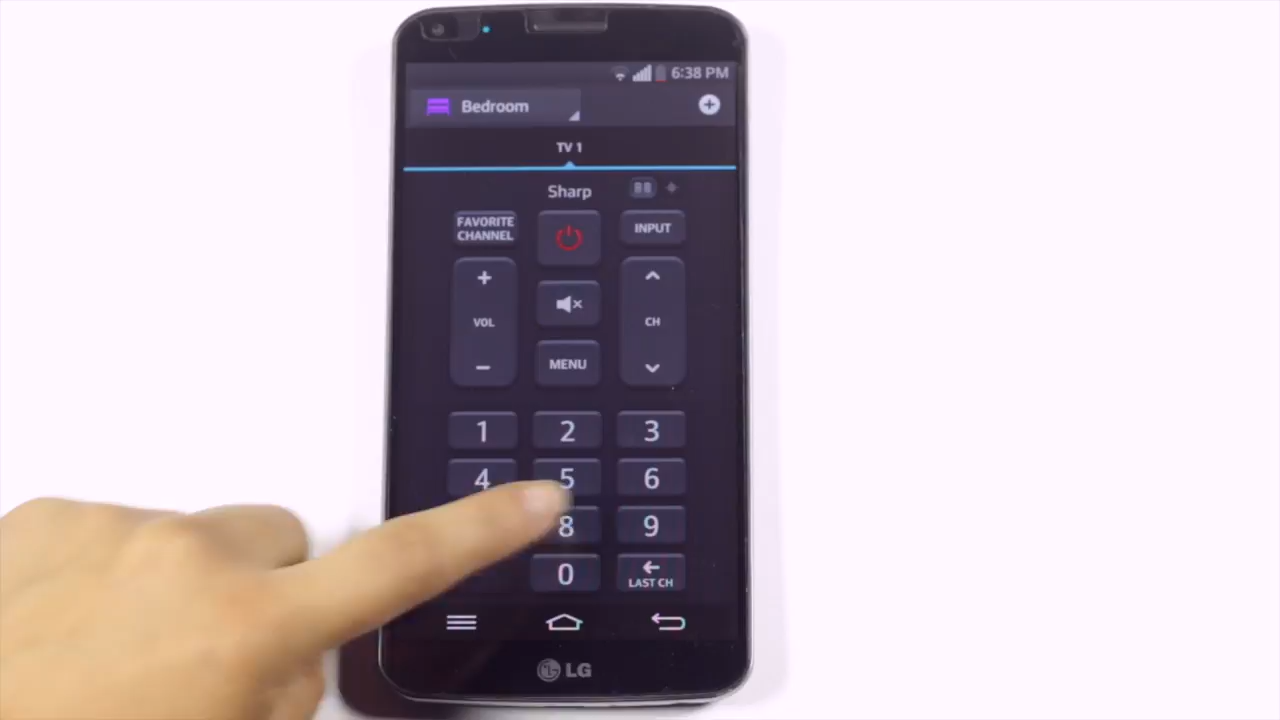 6:38 PM
Bedroom
TV 1
Sharp
FAVORITE
CHANNEL
INPUT
+
VOL
−
CH
MENU
1 2 3
4 5 6
8 9
0
LAST CH
LG